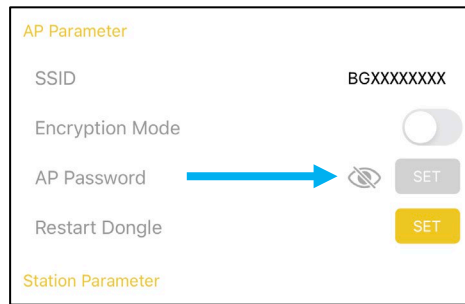 AP Parameter
SSID BGXXXXXXXX
Encryption Mode
AP Password SET
Restart Dongle SET
Station Parameter